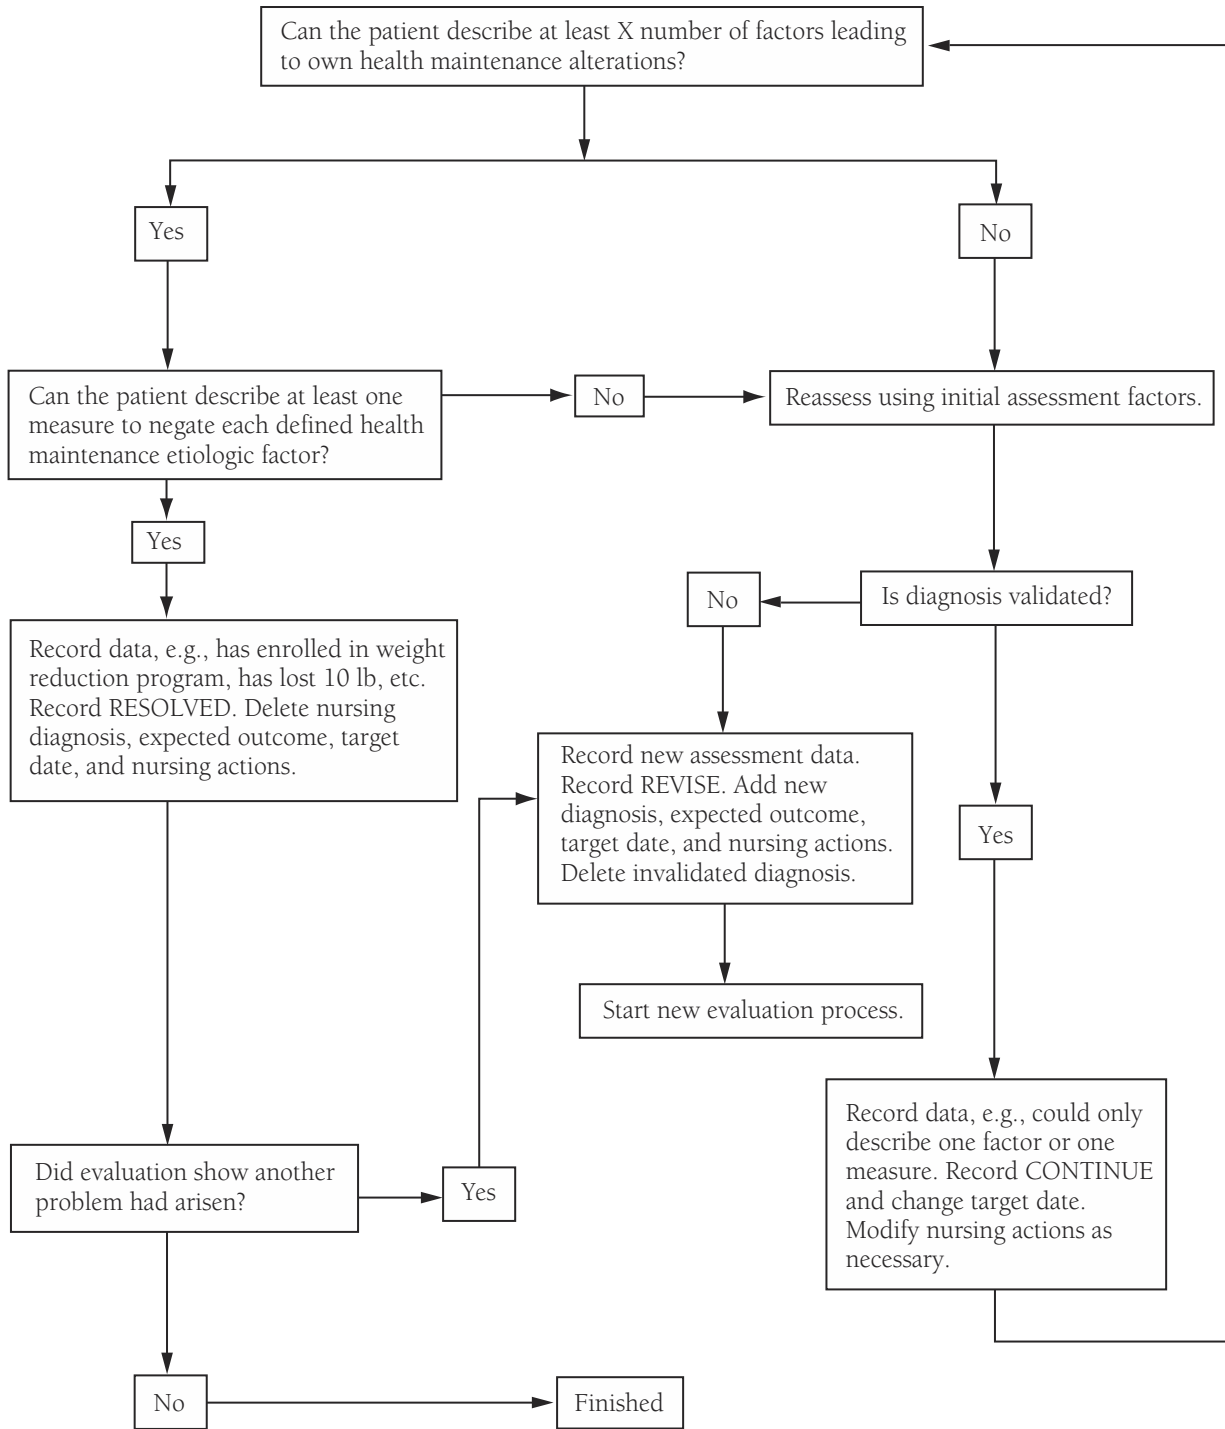 Can the patient describe at least X number of factors leading
to own health maintenance alterations?
Yes
No
Can the patient describe at least one
measure to negate each defined health
maintenance etiologic factor?
No
Reassess using initial assessment factors.
Yes
No
Is diagnosis validated?
Record data, e.g., has enrolled in weight
reduction program, has lost 10 lb, etc.
Record RESOLVED. Delete nursing
diagnosis, expected outcome, target
date, and nursing actions.
Record new assessment data.
Record REVISE. Add new
diagnosis, expected outcome,
target date, and nursing actions.
Delete invalidated diagnosis.
Yes
Start new evaluation process.
Record data, e.g., could only
describe one factor or one
measure. Record CONTINUE
and change target date.
Modify nursing actions as
necessary.
Did evaluation show another
problem had arisen?
Yes
No
Finished